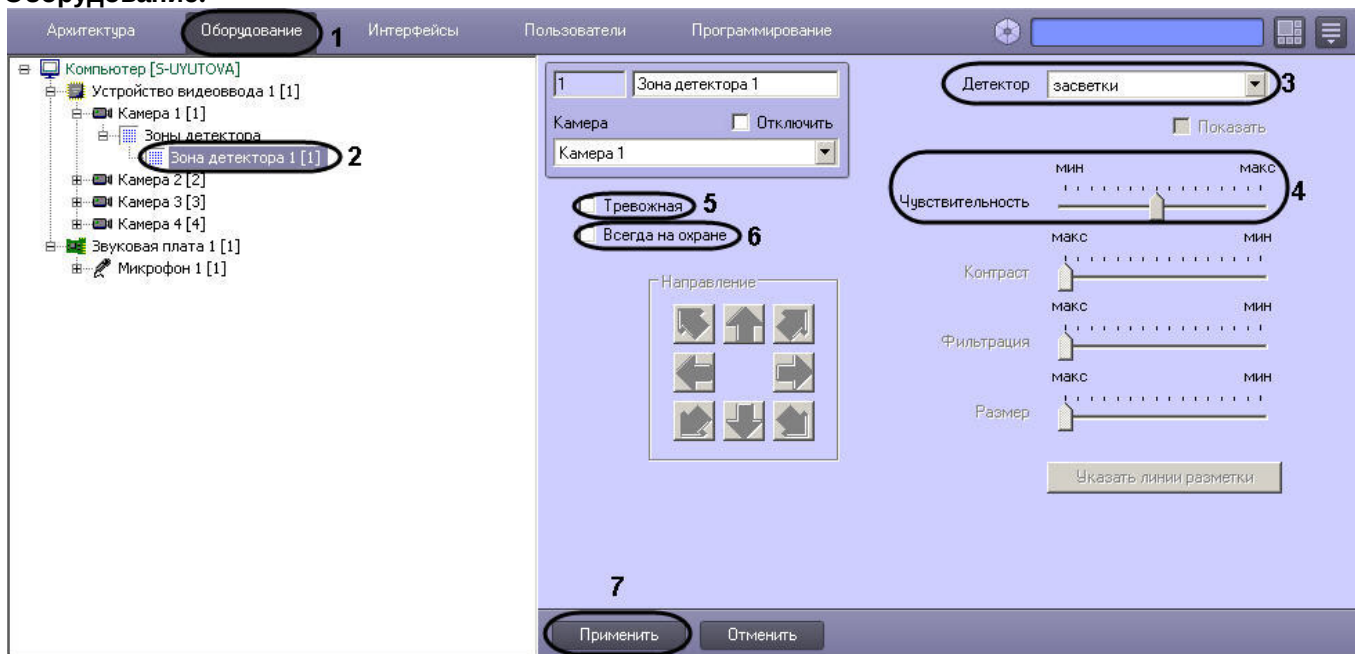 Оборудование.
Архитектура Оборудование 1 Интерфейсы Пользователи Программирование
Компьютер [S-UYUTOVA]
Устройство видеоввода 1 [1]
Камера 1 [1]
Зоны детектора
Зона детектора 1 [1] 2
Камера 2 [2]
Камера 3 [3]
Камера 4 [4]
Звуковая плата 1 [1]
Микрофон 1 [1]
1 Зона детектора 1
Камера Отключить
Камера 1
Тревожная 5
Всегда на охране 6
Направление
Детектор засветки 3
Показать
мин макс
Чувствительность 4
макс мин
Контраст
макс мин
Фильтрация
макс мин
Размер
Указать линии разметки
7
Применить Отменить